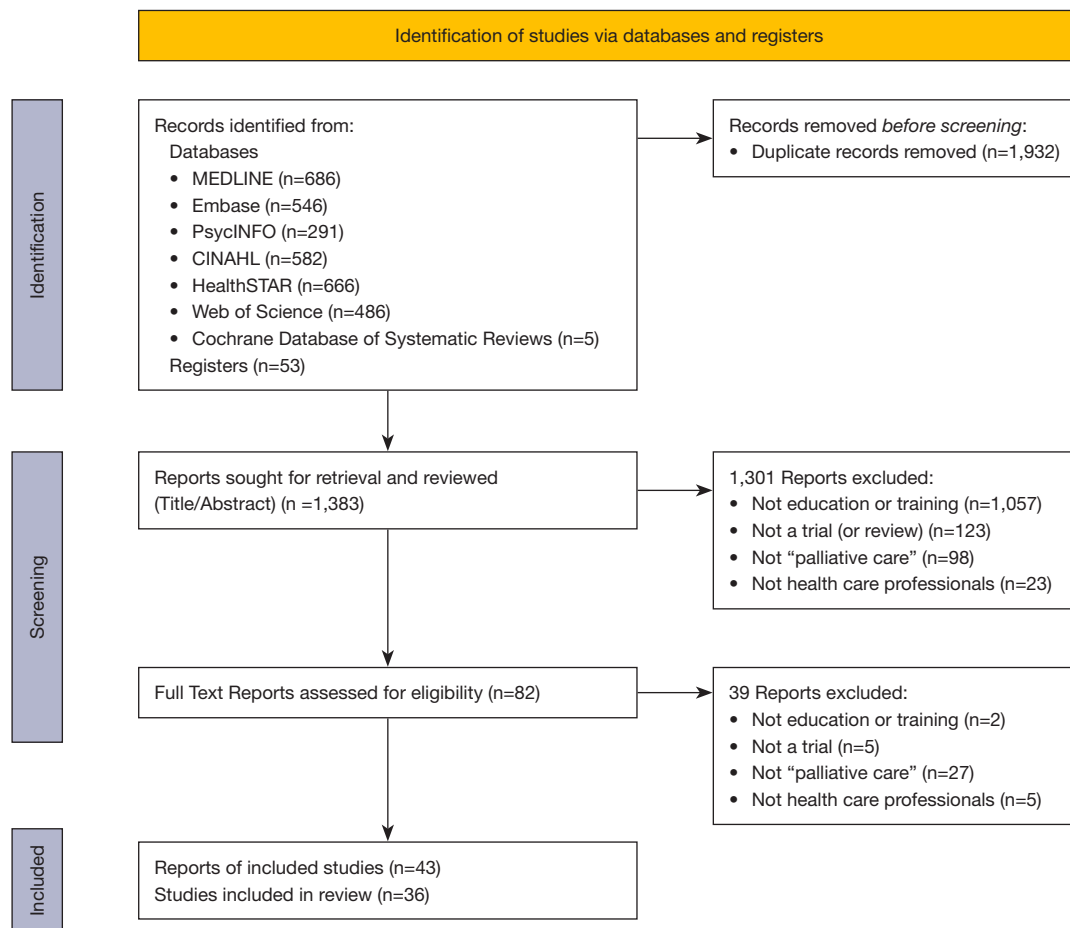 Identification of studies via databases and registers
Identification
Records identified from:
Databases
• MEDLINE (n=686)
• Embase (n=546)
• PsycINFO (n=291)
• CINAHL (n=582)
• HealthSTAR (n=666)
• Web of Science (n=486)
• Cochrane Database of Systematic Reviews (n=5)
Registers (n=53)
Records removed before screening:
• Duplicate records removed (n=1,932)
Screening
Reports sought for retrieval and reviewed
(Title/Abstract) (n =1,383)
1,301 Reports excluded:
• Not education or training (n=1,057)
• Not a trial (or review) (n=123)
• Not “palliative care” (n=98)
• Not health care professionals (n=23)
Full Text Reports assessed for eligibility (n=82)
39 Reports excluded:
• Not education or training (n=2)
• Not a trial (n=5)
• Not “palliative care” (n=27)
• Not health care professionals (n=5)
Included
Reports of included studies (n=43)
Studies included in review (n=36)